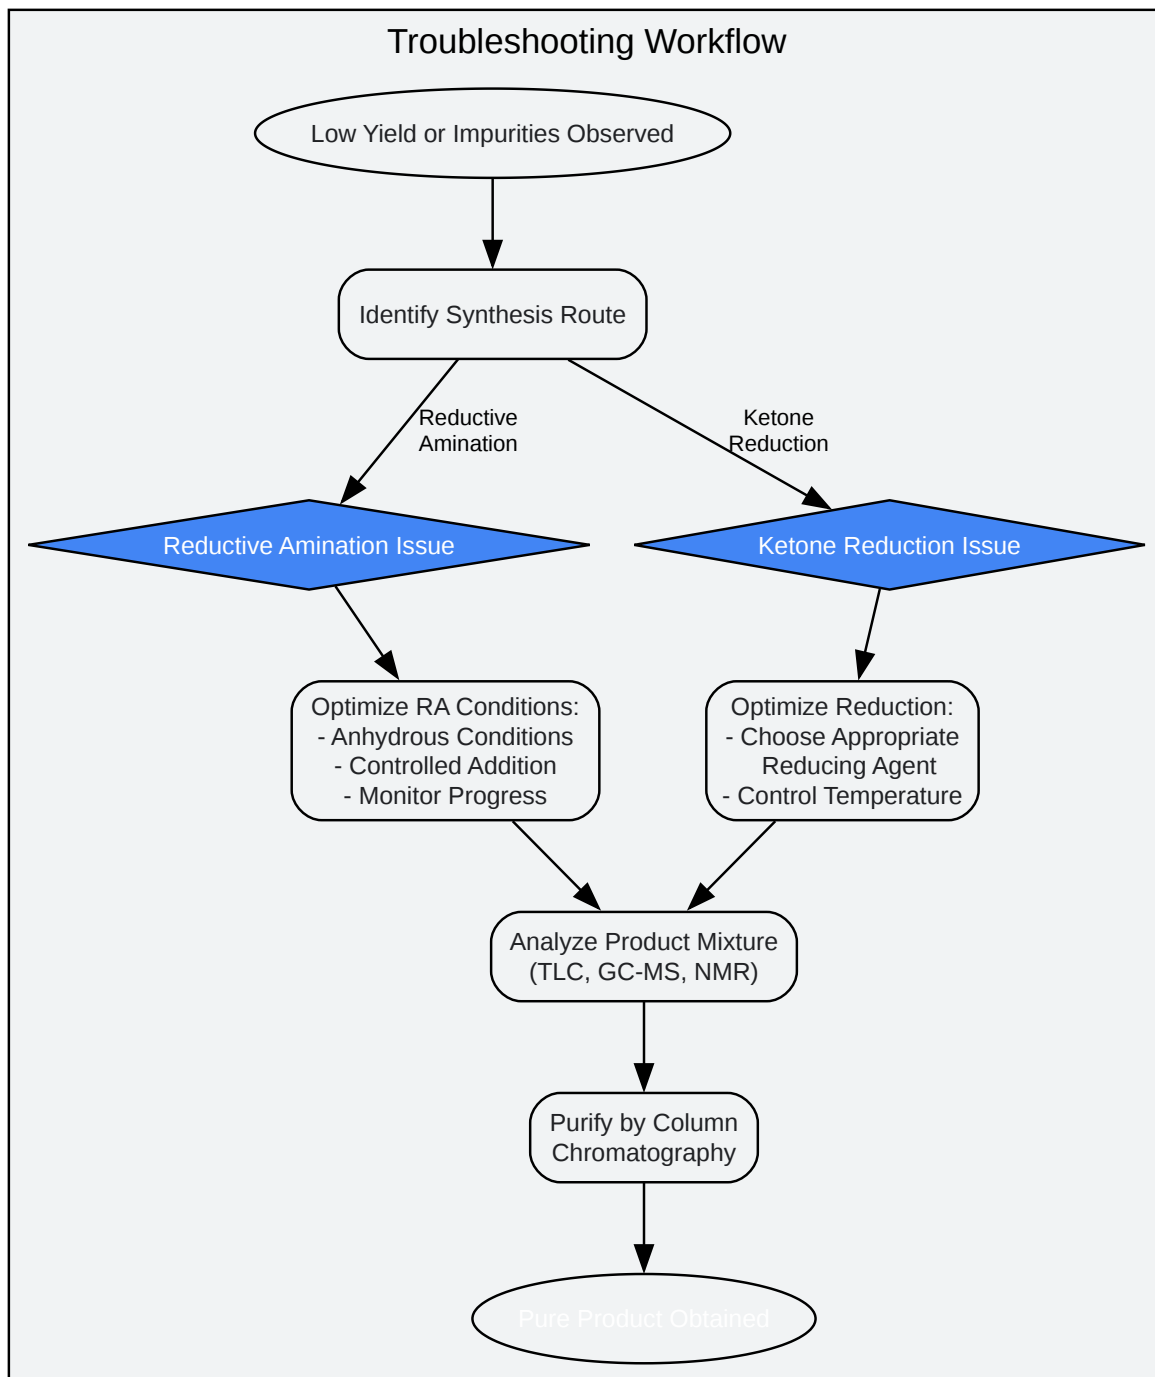 Troubleshooting Workflow
Low Yield or Impurities Observed
Identify Synthesis Route
Reductive
Amination
Ketone
Reduction
Reductive Amination Issue
Ketone Reduction Issue
Optimize RA Conditions:
- Anhydrous Conditions
- Controlled Addition
- Monitor Progress
Optimize Reduction:
- Choose Appropriate
Reducing Agent
- Control Temperature
Analyze Product Mixture
(TLC, GC-MS, NMR)
Purify by Column
Chromatography
Pure Product Obtained